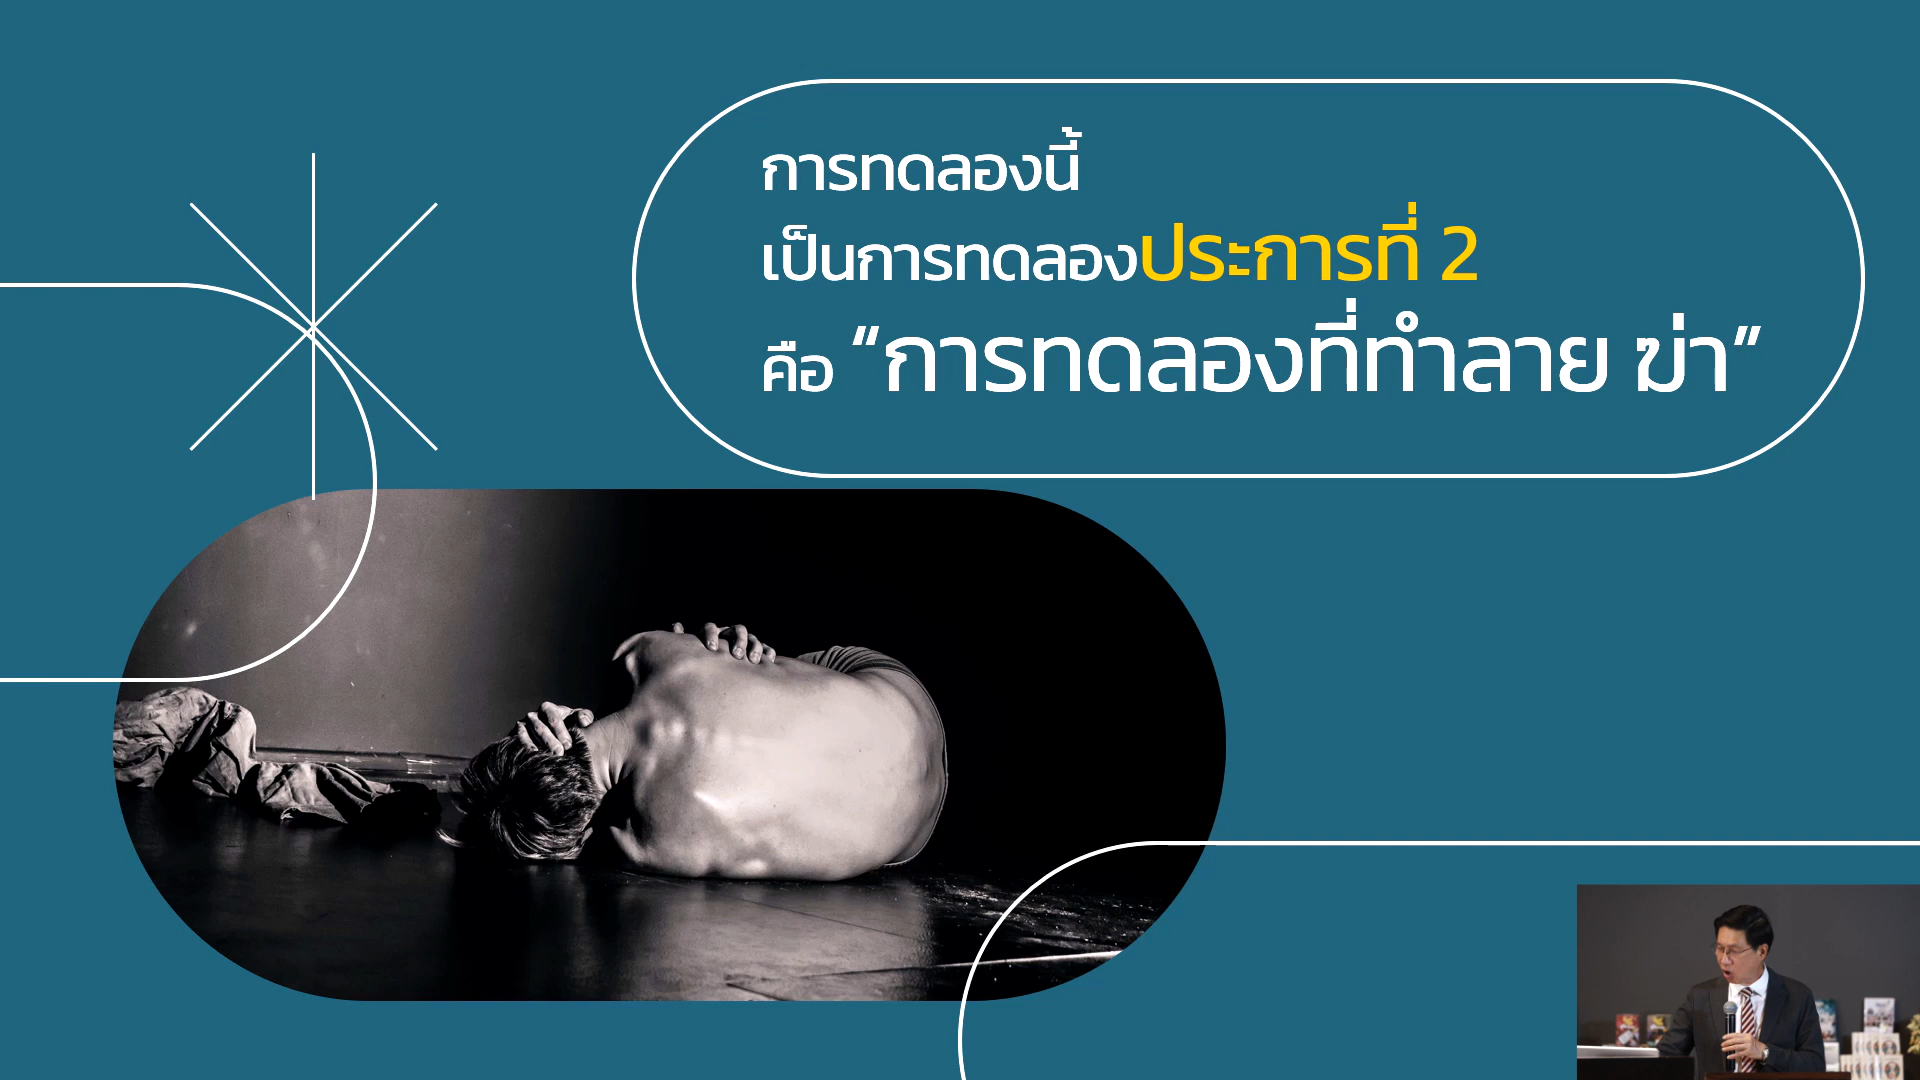 การทดลองนี้
เป็นการทดลองประการที่ 2
คือ “การทดลองที่ทำลาย ฆ่า”